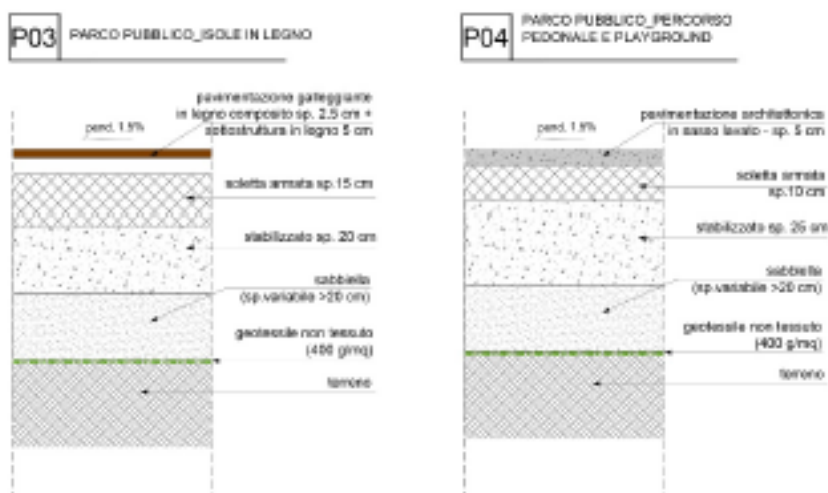 P03 PARCO PUBBLICO_ISOLE IN LEGNO
pavimentazione galleggiante
in legno composito sp. 2.5 cm +
sottostruttura in legno 5 cm
pend. 1.5%
soletta armata sp.15 cm
stabilizzato sp. 20 cm
sabbiella
(sp.variabile >20 cm)
geotessile non tessuto
(400 g/mq)
terreno
P04 PARCO PUBBLICO_PERCORSO
PEDONALE E PLAYGROUND
pavimentazione architettonica
in sasso lavato - sp. 5 cm
pend. 1.5%
soletta armata
sp.10 cm
stabilizzato sp. 25 cm
sabbiella
(sp.variabile >20 cm)
geotessile non tessuto
(400 g/mq)
terreno